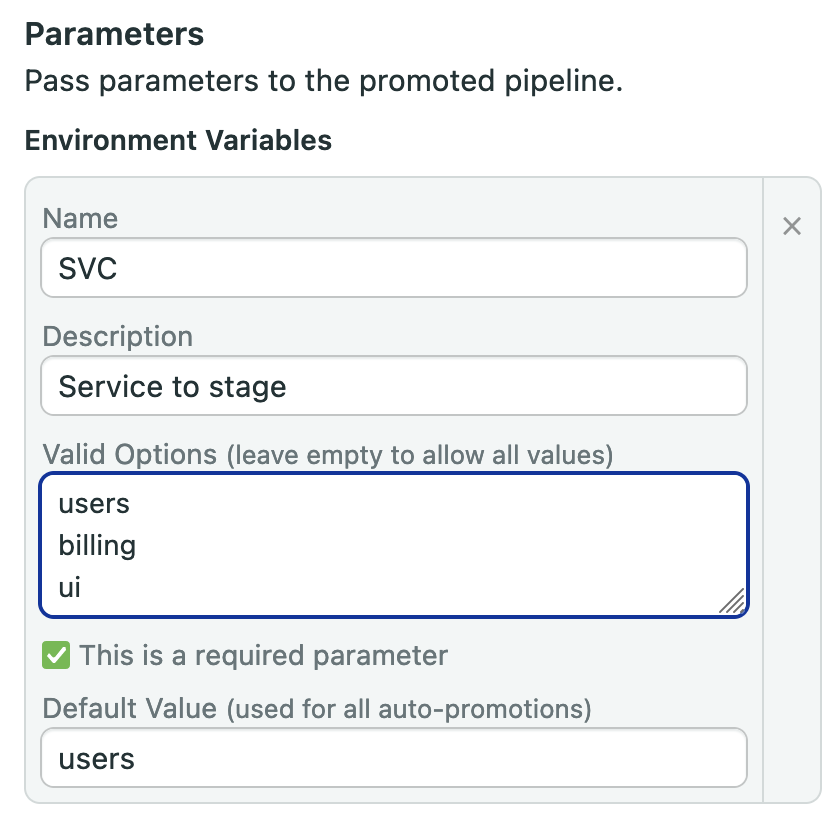 Parameters
Pass parameters to the promoted pipeline.
Environment Variables
Name
SVC
Description
Service to stage
Valid Options (leave empty to allow all values)
users
billing
ui
This is a required parameter
Default Value (used for all auto-promotions)
users